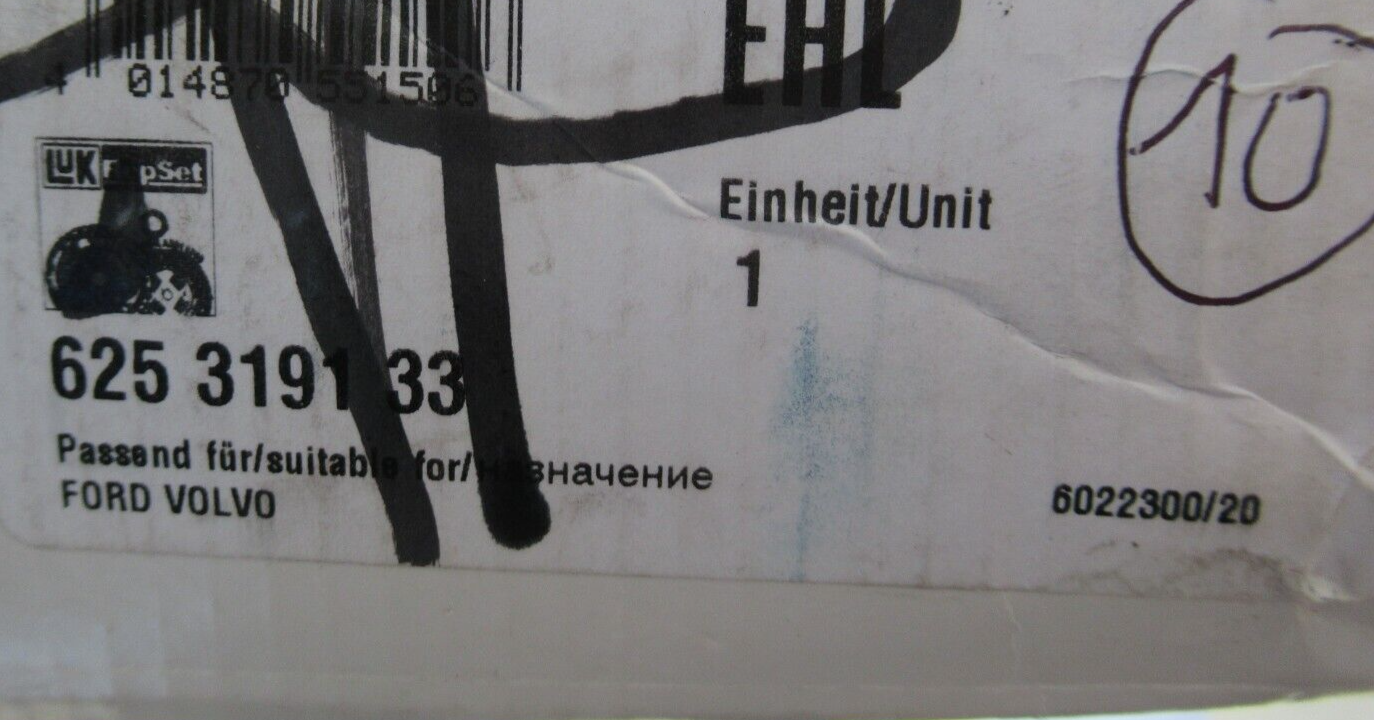 4 014870 551506
EAC
10
LuK RepSet
Einheit/Unit
1
625 3191 33
Passend für/suitable for/назначение
FORD VOLVO
6022300/20